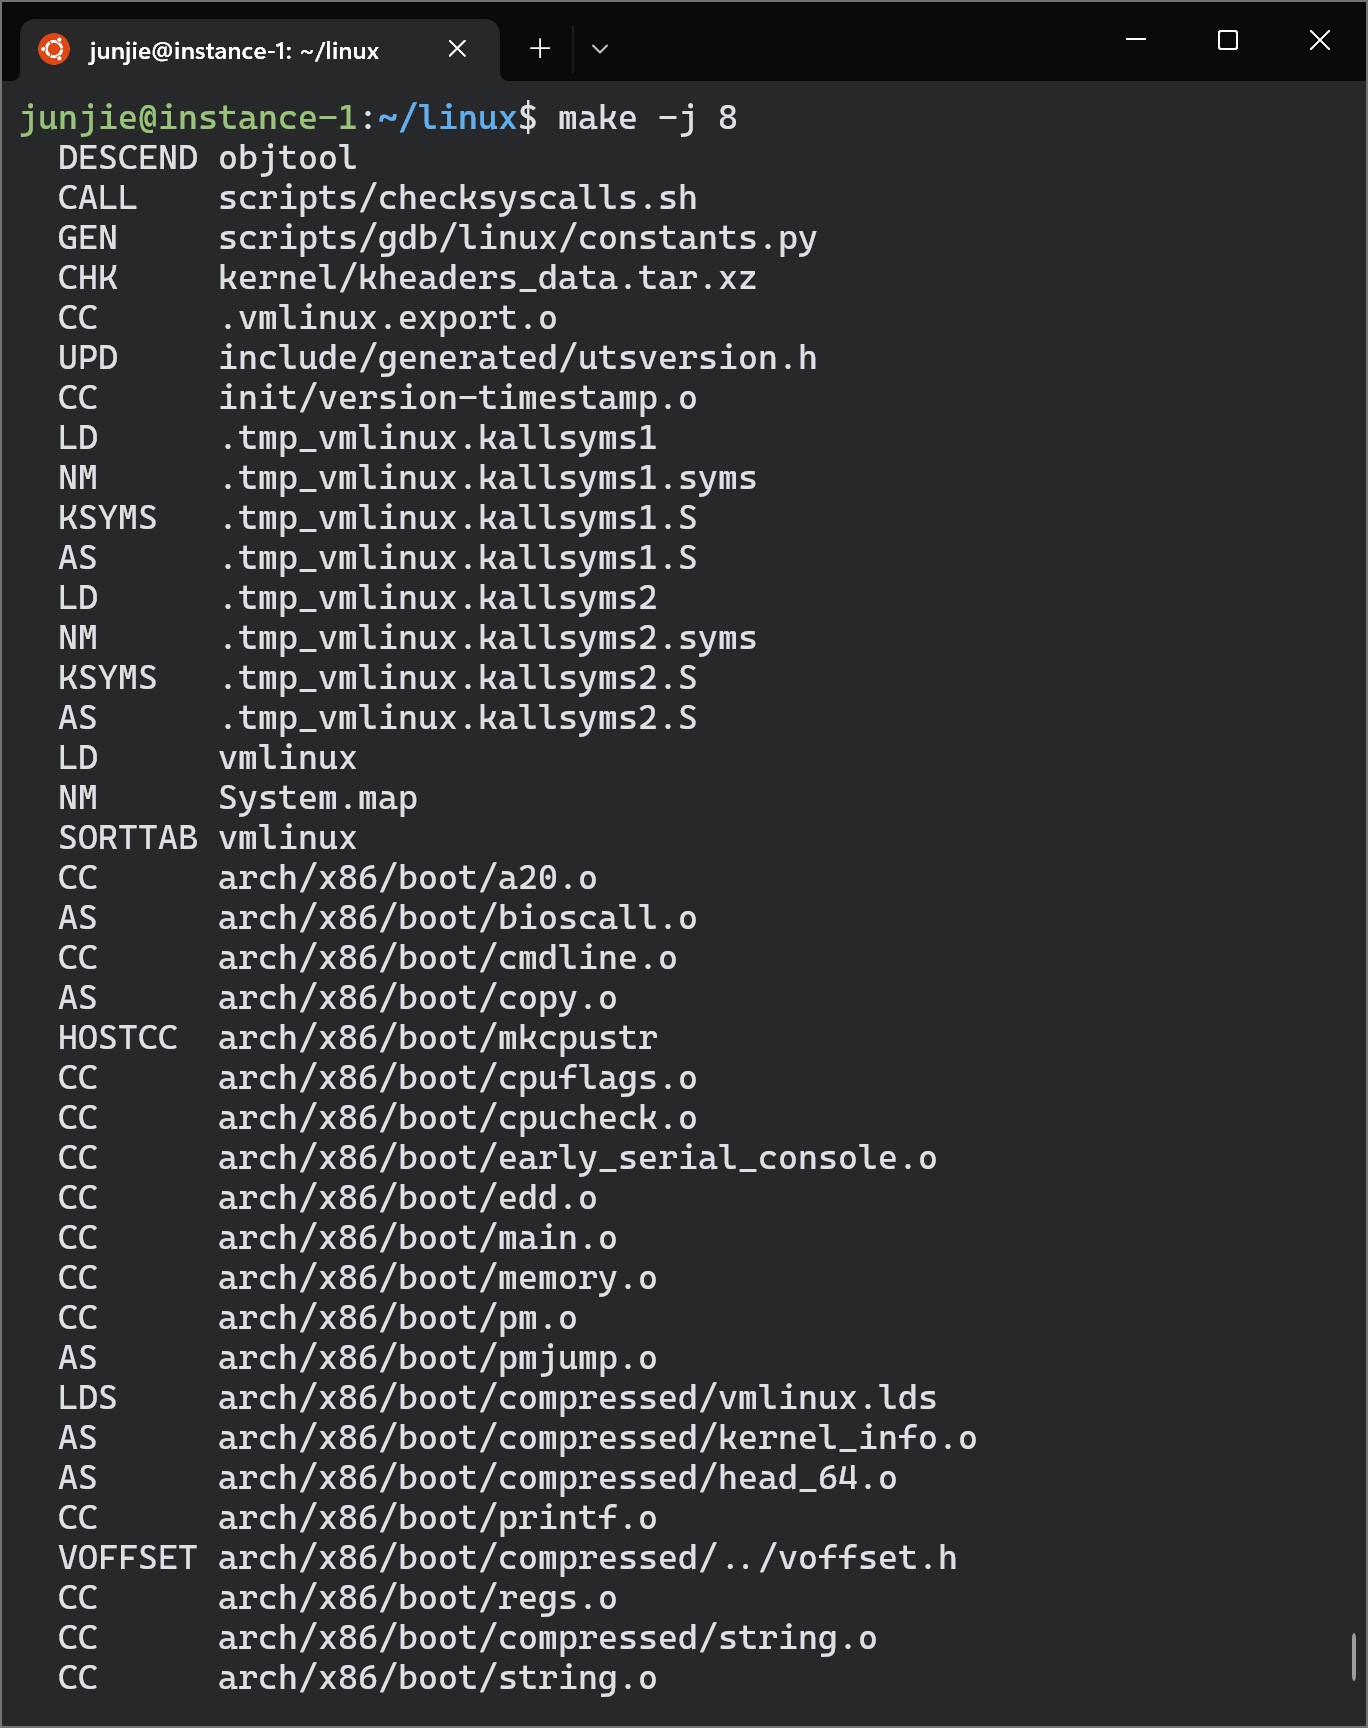 junjie@instance-1: ~/linux
junjie@instance-1:~/linux$ make -j 8
  DESCEND objtool
  CALL    scripts/checksyscalls.sh
  GEN     scripts/gdb/linux/constants.py
  CHK     kernel/kheaders_data.tar.xz
  CC      .vmlinux.export.o
  UPD     include/generated/utsversion.h
  CC      init/version-timestamp.o
  LD      .tmp_vmlinux.kallsyms1
  NM      .tmp_vmlinux.kallsyms1.syms
  KSYMS   .tmp_vmlinux.kallsyms1.S
  AS      .tmp_vmlinux.kallsyms1.S
  LD      .tmp_vmlinux.kallsyms2
  NM      .tmp_vmlinux.kallsyms2.syms
  KSYMS   .tmp_vmlinux.kallsyms2.S
  AS      .tmp_vmlinux.kallsyms2.S
  LD      vmlinux
  NM      System.map
  SORTTAB vmlinux
  CC      arch/x86/boot/a20.o
  AS      arch/x86/boot/bioscall.o
  CC      arch/x86/boot/cmdline.o
  AS      arch/x86/boot/copy.o
  HOSTCC  arch/x86/boot/mkcpustr
  CC      arch/x86/boot/cpuflags.o
  CC      arch/x86/boot/cpucheck.o
  CC      arch/x86/boot/early_serial_console.o
  CC      arch/x86/boot/edd.o
  CC      arch/x86/boot/main.o
  CC      arch/x86/boot/memory.o
  CC      arch/x86/boot/pm.o
  AS      arch/x86/boot/pmjump.o
  LDS     arch/x86/boot/compressed/vmlinux.lds
  AS      arch/x86/boot/compressed/kernel_info.o
  AS      arch/x86/boot/compressed/head_64.o
  CC      arch/x86/boot/printf.o
  VOFFSET arch/x86/boot/compressed/../voffset.h
  CC      arch/x86/boot/regs.o
  CC      arch/x86/boot/compressed/string.o
  CC      arch/x86/boot/string.o